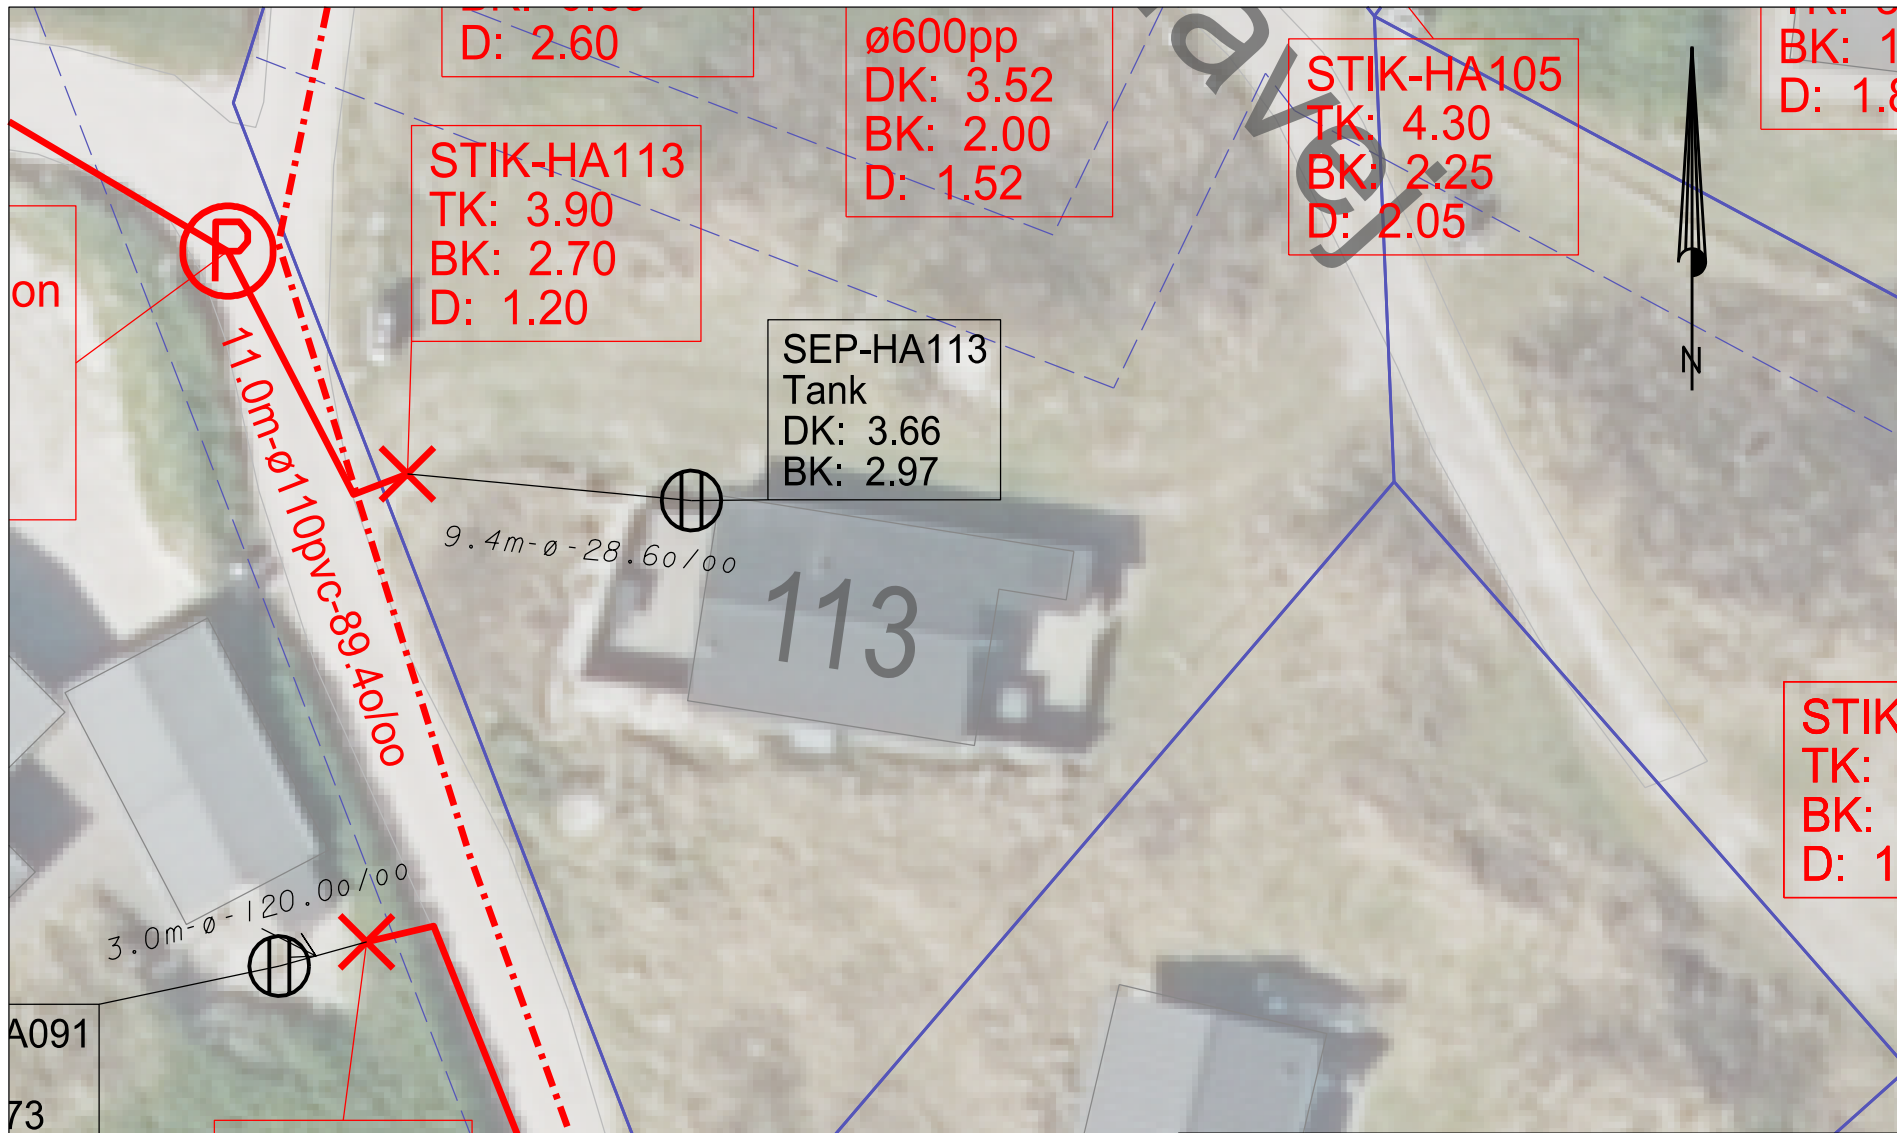 D: 2.60
ø600pp
DK: 3.52
BK: 2.00
D: 1.52
STIK-HA105
TK: 4.30
BK: 2.25
D: 2.05
BK: 1
D: 1.8
avej
STIK-HA113
TK: 3.90
BK: 2.70
D: 1.20
P
on
SEP-HA113
Tank
DK: 3.66
BK: 2.97
N
11.0m-ø110pvc-89.4o/oo
9.4m-ø-28.6o/oo
113
STIK
TK:
BK:
D: 1
3.0m-ø-120.0o/oo
A091
73